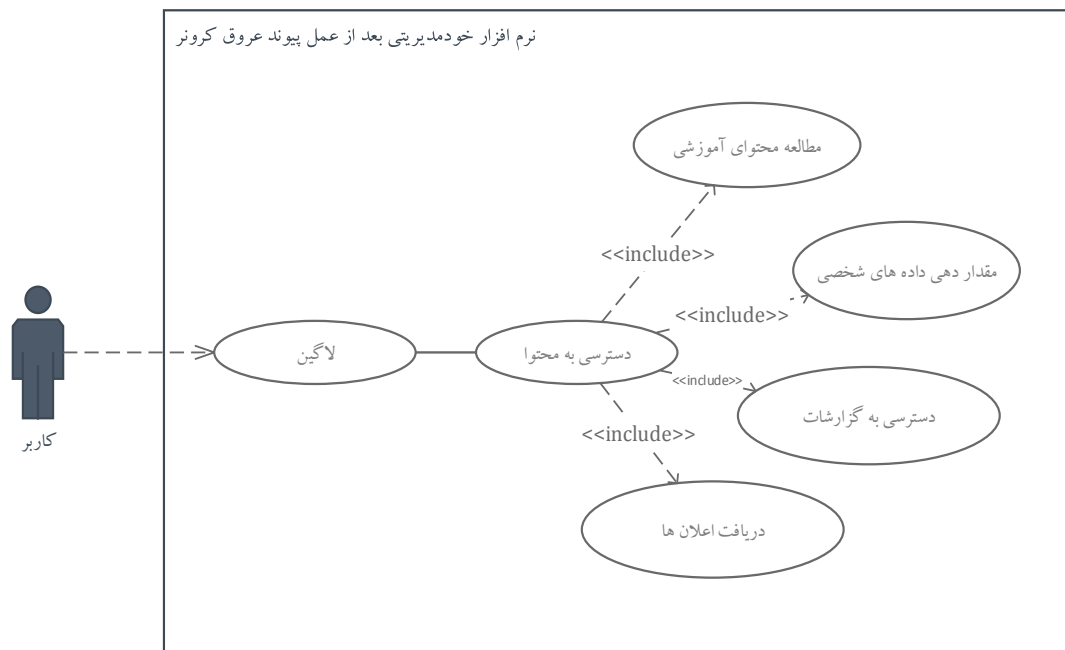 نرم افزار خودمدیریتی بعد از عمل پیوند عروق کرونر
مطالعه محتوای آموزشی
<<include>>
مقدار دهی داده های شخصی
<<include>>
لاگین
دسترسی به محتوا
<<include>>
دسترسی به گزارشات
<<include>>
کاربر
دریافت اعلان ها